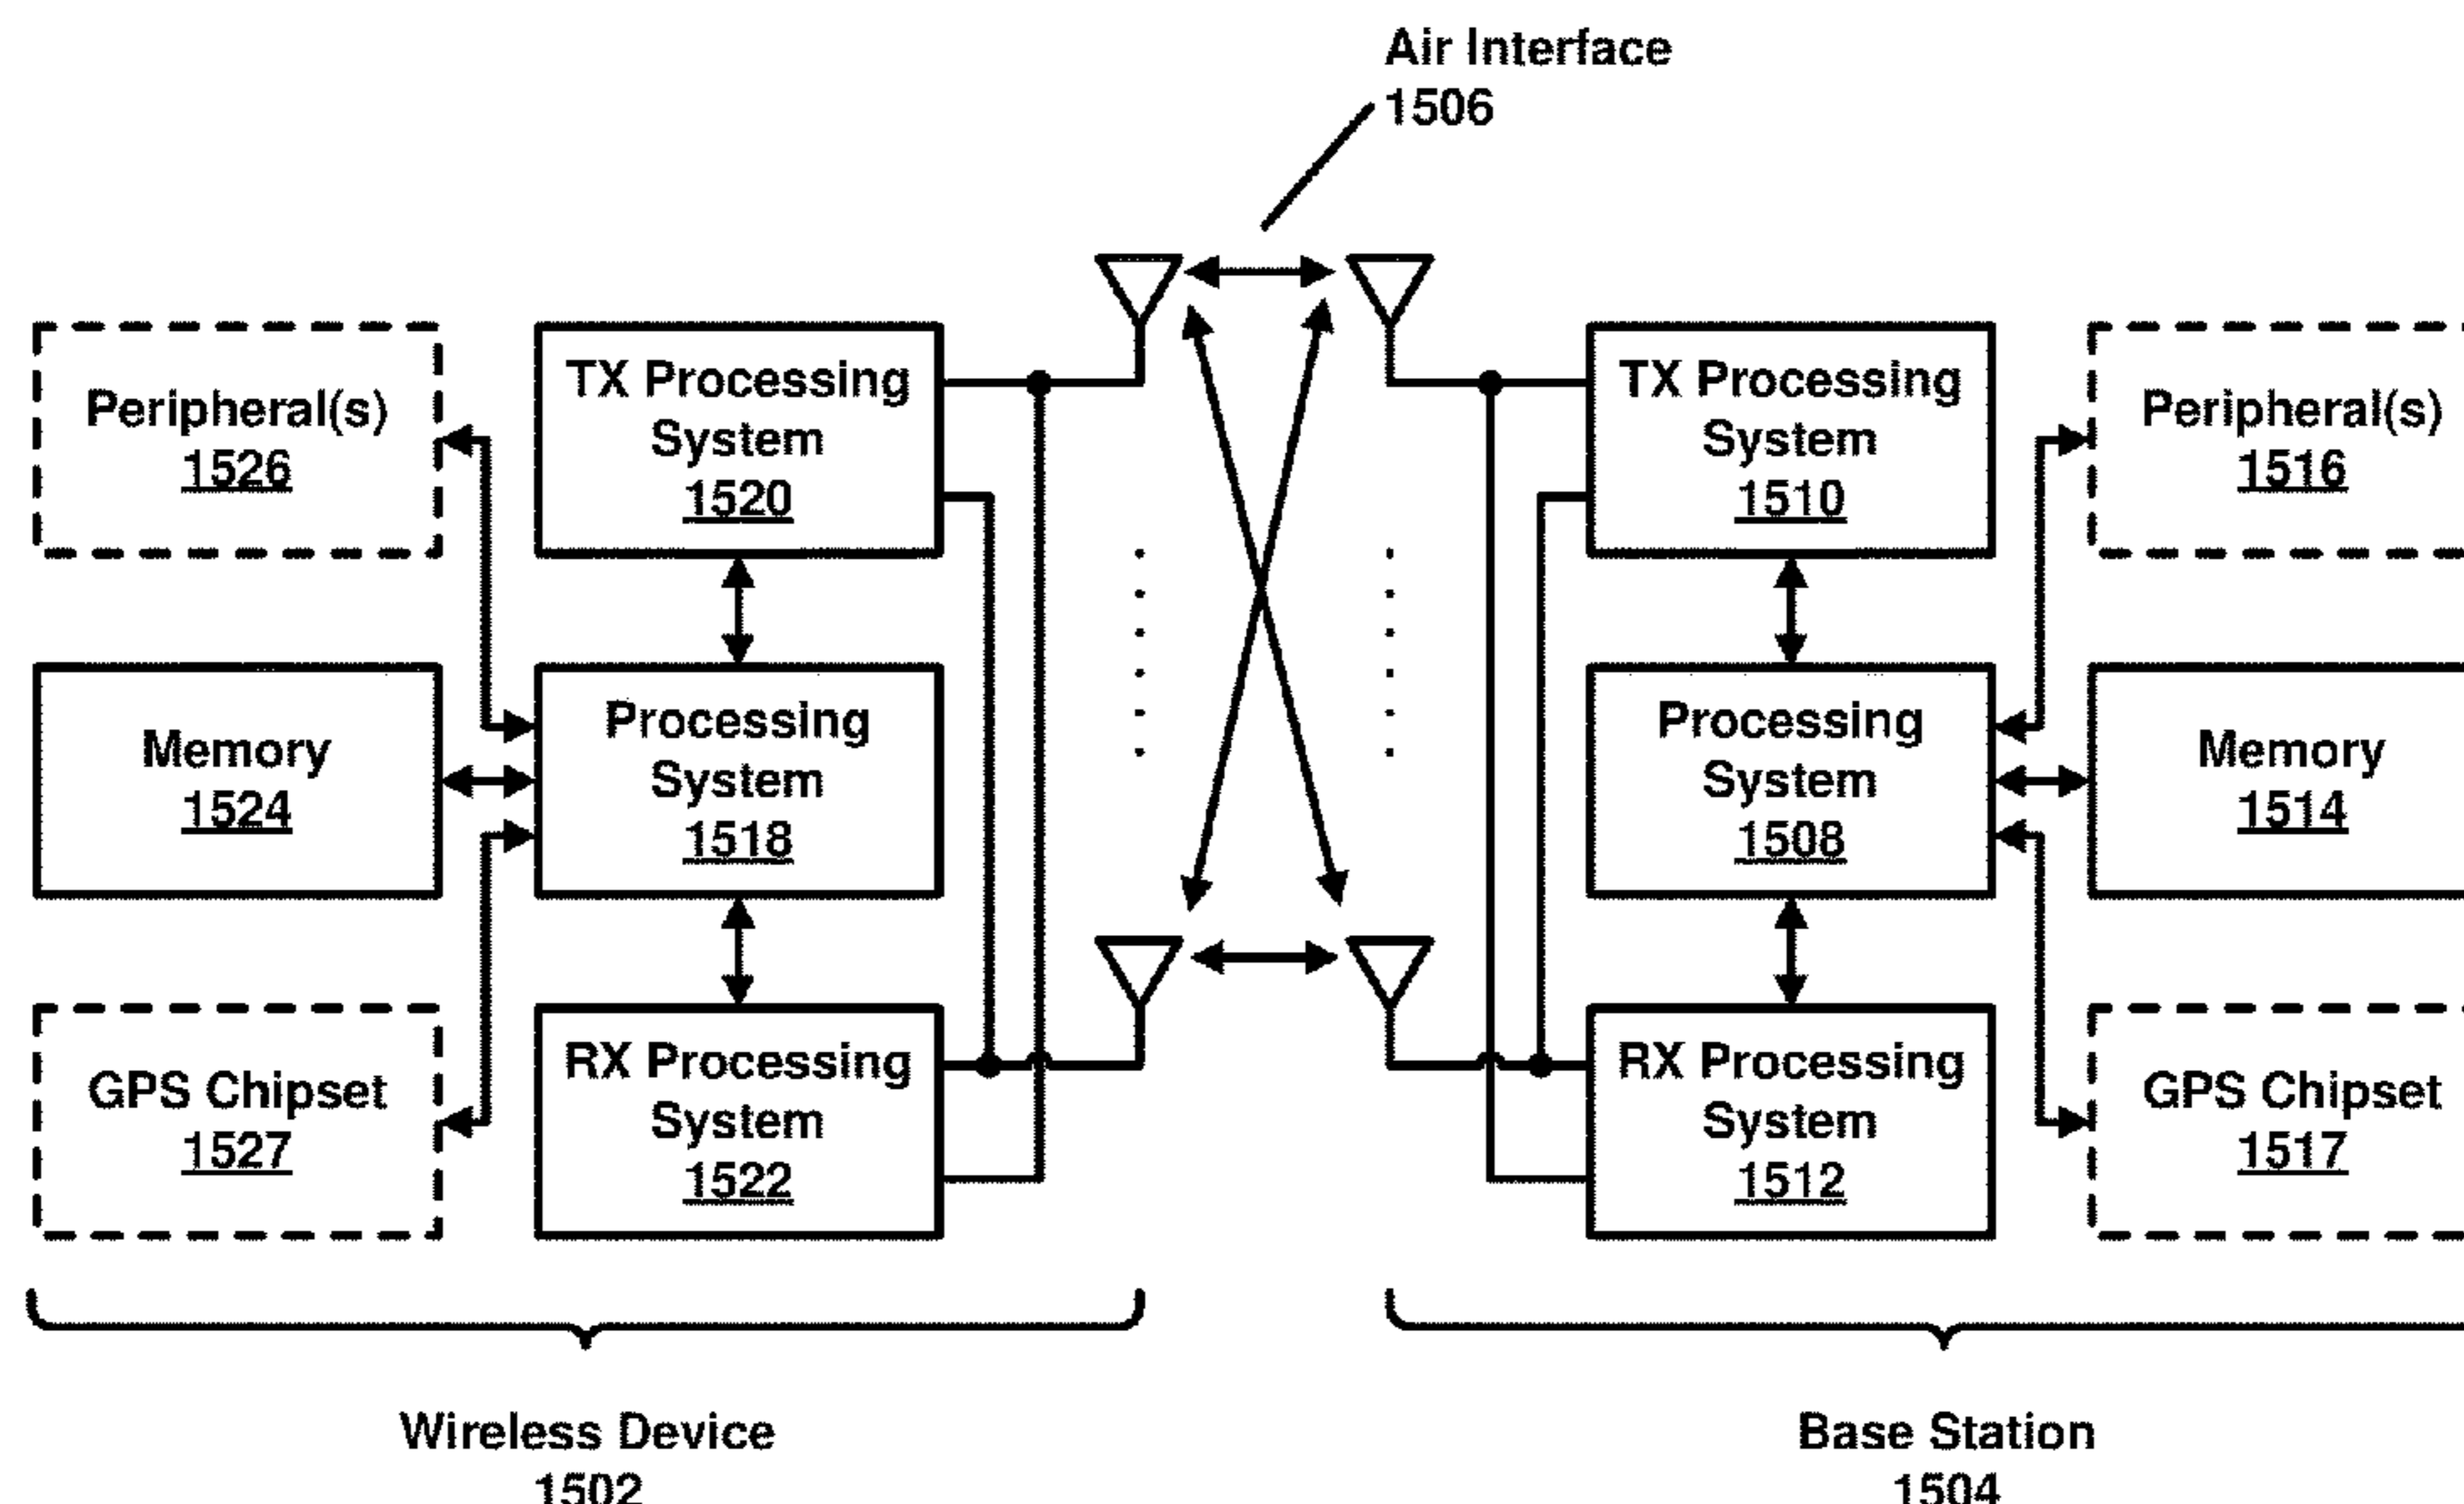 Air Interface
1506
Peripheral(s)
1526
TX Processing
System
1520
TX Processing
System
1510
Peripheral(s)
1516
Memory
1524
Processing
System
1518
Processing
System
1508
Memory
1514
GPS Chipset
1527
RX Processing
System
1522
RX Processing
System
1512
GPS Chipset
1517
Wireless Device
1502
Base Station
1504